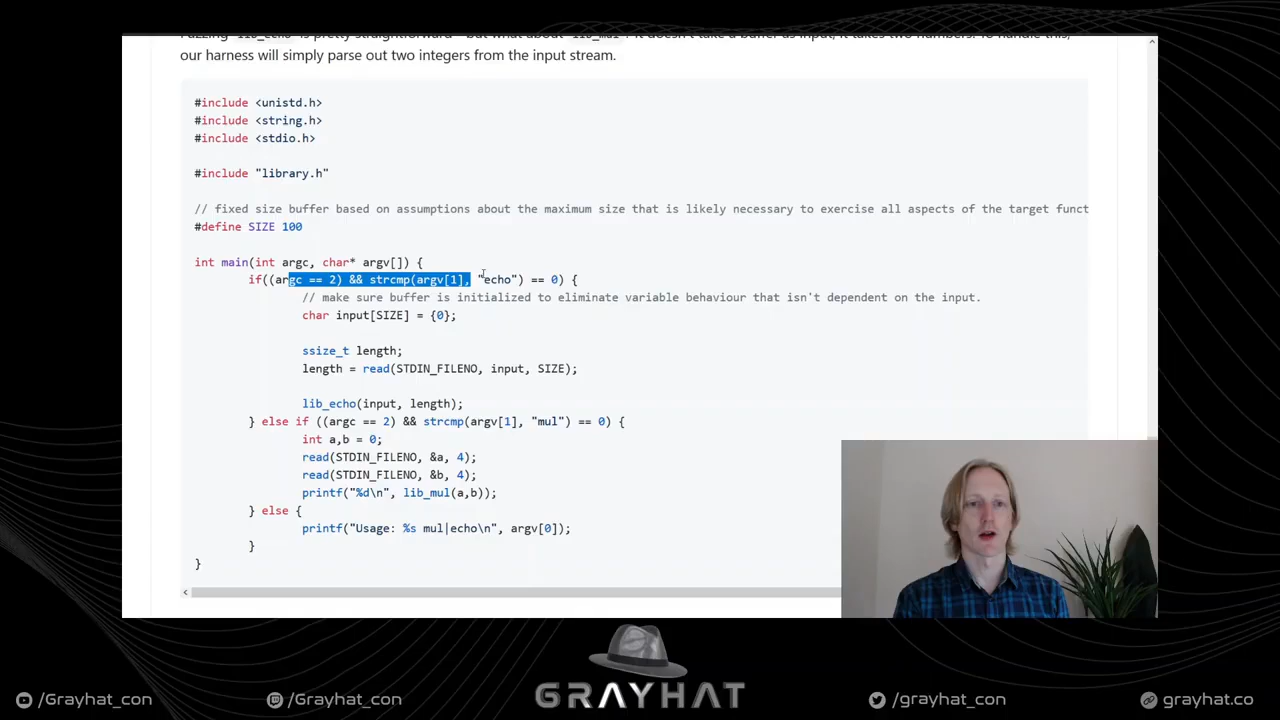 our harness will simply parse out two integers from the input stream.
#include <unistd.h>
#include <string.h>
#include <stdio.h>
#include "library.h"
// fixed size buffer based on assumptions about the maximum size that is likely necessary to exercise all aspects of the target funct
#define SIZE 100
int main(int argc, char* argv[]) {
if((argc == 2) && strcmp(argv[1], "echo") == 0) {
// make sure buffer is initialized to eliminate variable behaviour that isn't dependent on the input.
char input[SIZE] = {0};
ssize_t length;
length = read(STDIN_FILENO, input, SIZE);
lib_echo(input, length);
} else if ((argc == 2) && strcmp(argv[1], "mul") == 0) {
int a,b = 0;
read(STDIN_FILENO, &a, 4);
read(STDIN_FILENO, &b, 4);
printf("%d\n", lib_mul(a,b));
} else {
printf("Usage: %s mul|echo\n", argv[0]);
}
}
GRAYHAT
/Grayhat_con
/Grayhat_con
/grayhat_con
grayhat.co